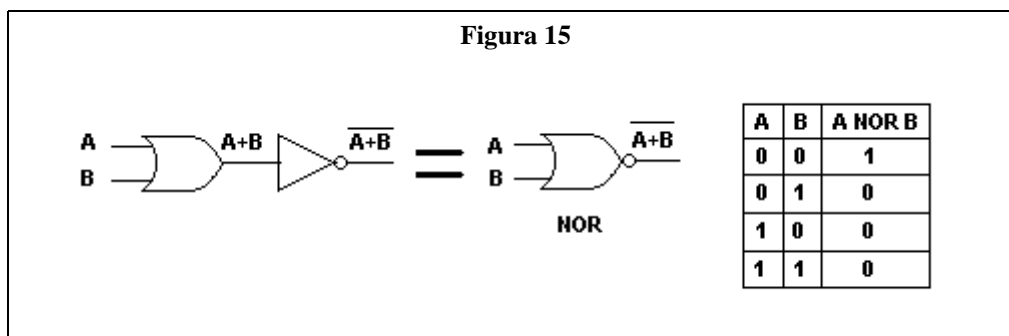 Figura 15
A
B
A+B
A̅+̅B̅
A
B
A̅+̅B̅
NOR
A B A NOR B
0 0 1
0 1 0
1 0 0
1 1 0